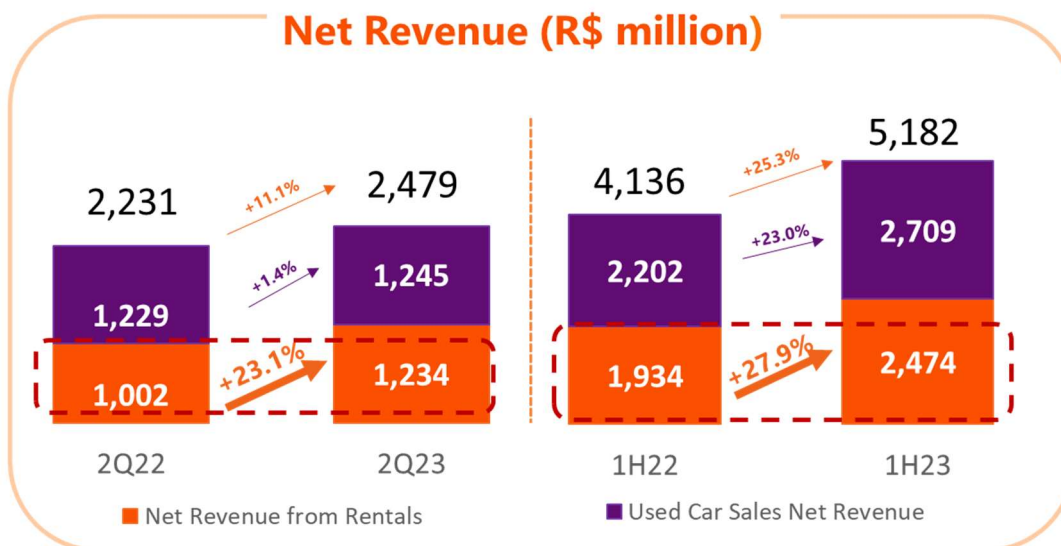 Net Revenue (R$ million)
2,231
+11.1%
2,479
1,229
+1.4%
1,245
1,002
+23.1%
1,234
2Q22
2Q23
4,136
+25.3%
5,182
2,202
+23.0%
2,709
1,934
+27.9%
2,474
1H22
1H23
Net Revenue from Rentals
Used Car Sales Net Revenue